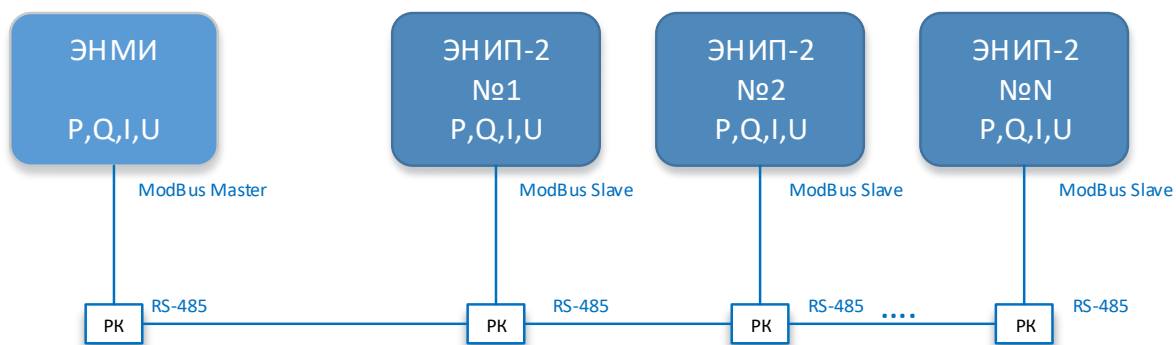 ЭНМИ
P,Q,I,U
ЭНИП-2
№1
P,Q,I,U
ЭНИП-2
№2
P,Q,I,U
ЭНИП-2
№N
P,Q,I,U
ModBus Master
ModBus Slave
ModBus Slave
ModBus Slave
РК
RS-485
РК
RS-485
РК
RS-485
....
РК
RS-485